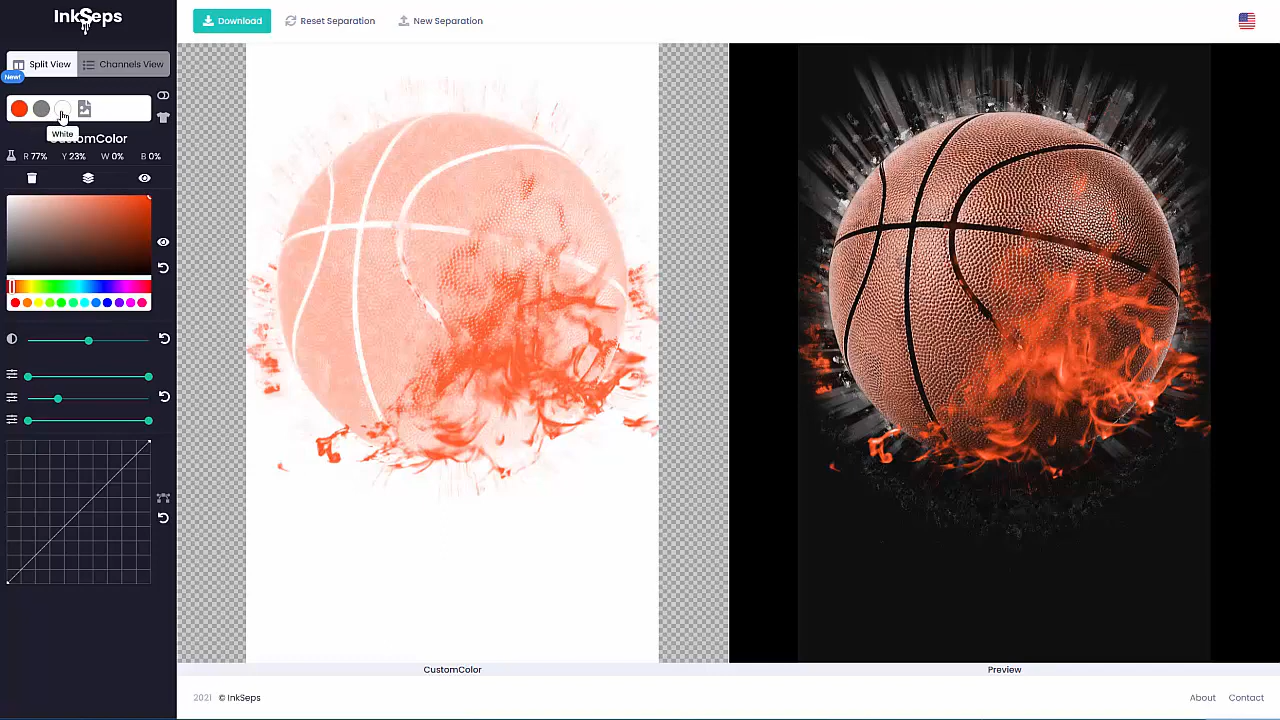 InkSeps
Download
Reset Separation
New Separation
Split View
Channels View
New!
White
mColor
R 77% Y 23% W 0% B 0%
CustomColor
Preview
2021 © InkSeps
About
Contact